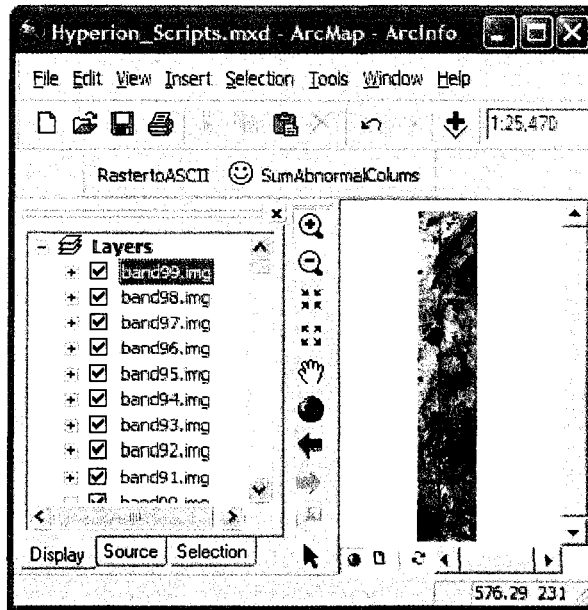 Hyperion_Scripts.mxd - ArcMap - ArcInfo
File Edit View Insert Selection Tools Window Help
1:25,470
RastertoASCII SumAbnormalColums
Layers
band99.img
band98.img
band97.img
band96.img
band95.img
band94.img
band93.img
band92.img
band91.img
Display Source Selection
576.29 231